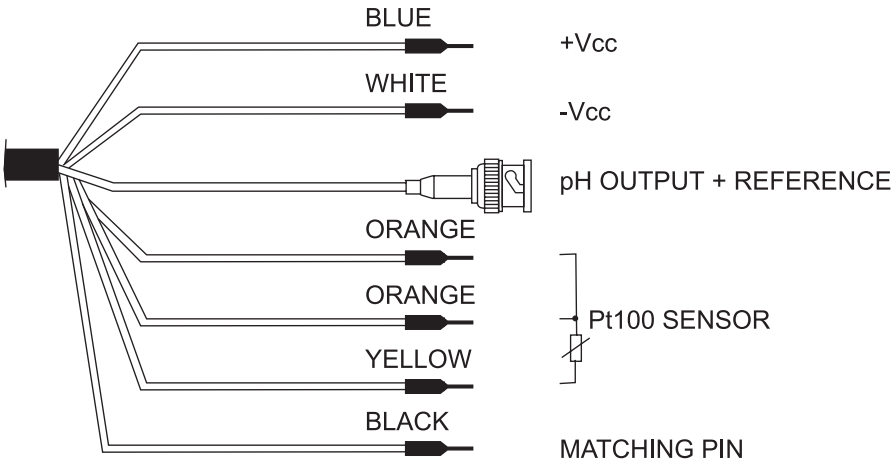 BLUE
+Vcc
WHITE
-Vcc
pH OUTPUT + REFERENCE
ORANGE
ORANGE
Pt100 SENSOR
YELLOW
BLACK
MATCHING PIN